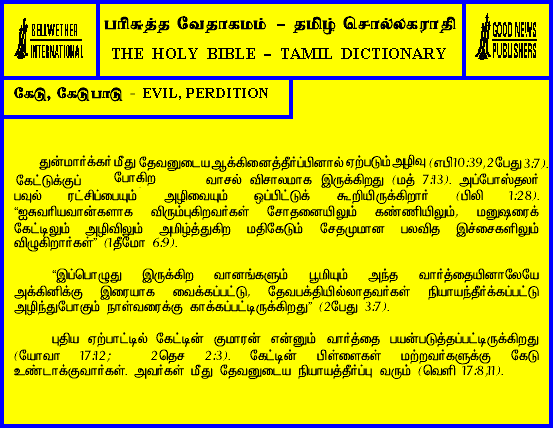 BELLWETHER
INTERNATIONAL
பரிசுத்த வேதாகமம் – தமிழ் சொல்லகராதி
THE HOLY BIBLE – TAMIL DICTIONARY
GOOD NEWS
PUBLISHERS
கேடு, கேடுபாடு - EVIL, PERDITION
துன்மார்க்கர் மீது தேவனுடைய ஆக்கினைத்தீர்ப்பினால் ஏற்படும் அழிவு (எபி10:39,2பேது 3:7).
கேட்டுக்குப் போகிற வாசல் விசாலமாக இருக்கிறது (மத் 7:13). அப்போஸ்தலர்
பவுல் ரட்சிப்பையும் அழிவையும் ஒப்பிட்டுக் கூறியிருக்கிறார் (பிலி 1:28).
“ஐசுவரியவான்களாக விரும்புகிறவர்கள் சோதனையிலும் கண்ணியிலும், மனுஷரைக்
கேட்டிலும் அழிவிலும் அமிழ்த்துகிற மதிகேடும் சேதமுமான பலவித இச்சைகளிலும்
விழுகிறார்கள்” (1தீமோ 6:9).
“இப்பொழுது இருக்கிற வானங்களும் பூமியும் அந்த வார்த்தையினாலேயே
அக்கினிக்கு இரையாக வைக்கப்பட்டு, தேவபக்தியில்லாதவர்கள் நியாயந்தீர்க்கப்பட்டு
அழிந்துபோகும் நாள்வரைக்கு காக்கப்பட்டிருக்கிறது” (2பேது 3:7).
புதிய ஏற்பாட்டில் கேட்டின் குமாரன் என்னும் வார்த்தை பயன்படுத்தப்பட்டிருக்கிறது
(யோவா 17:12; 2தெச 2:3). கேட்டின் பிள்ளைகள் மற்றவர்களுக்கு கேடு
உண்டாக்குவார்கள். அவர்கள் மீது தேவனுடைய நியாயத்தீர்ப்பு வரும் (வெளி 17:8,11).